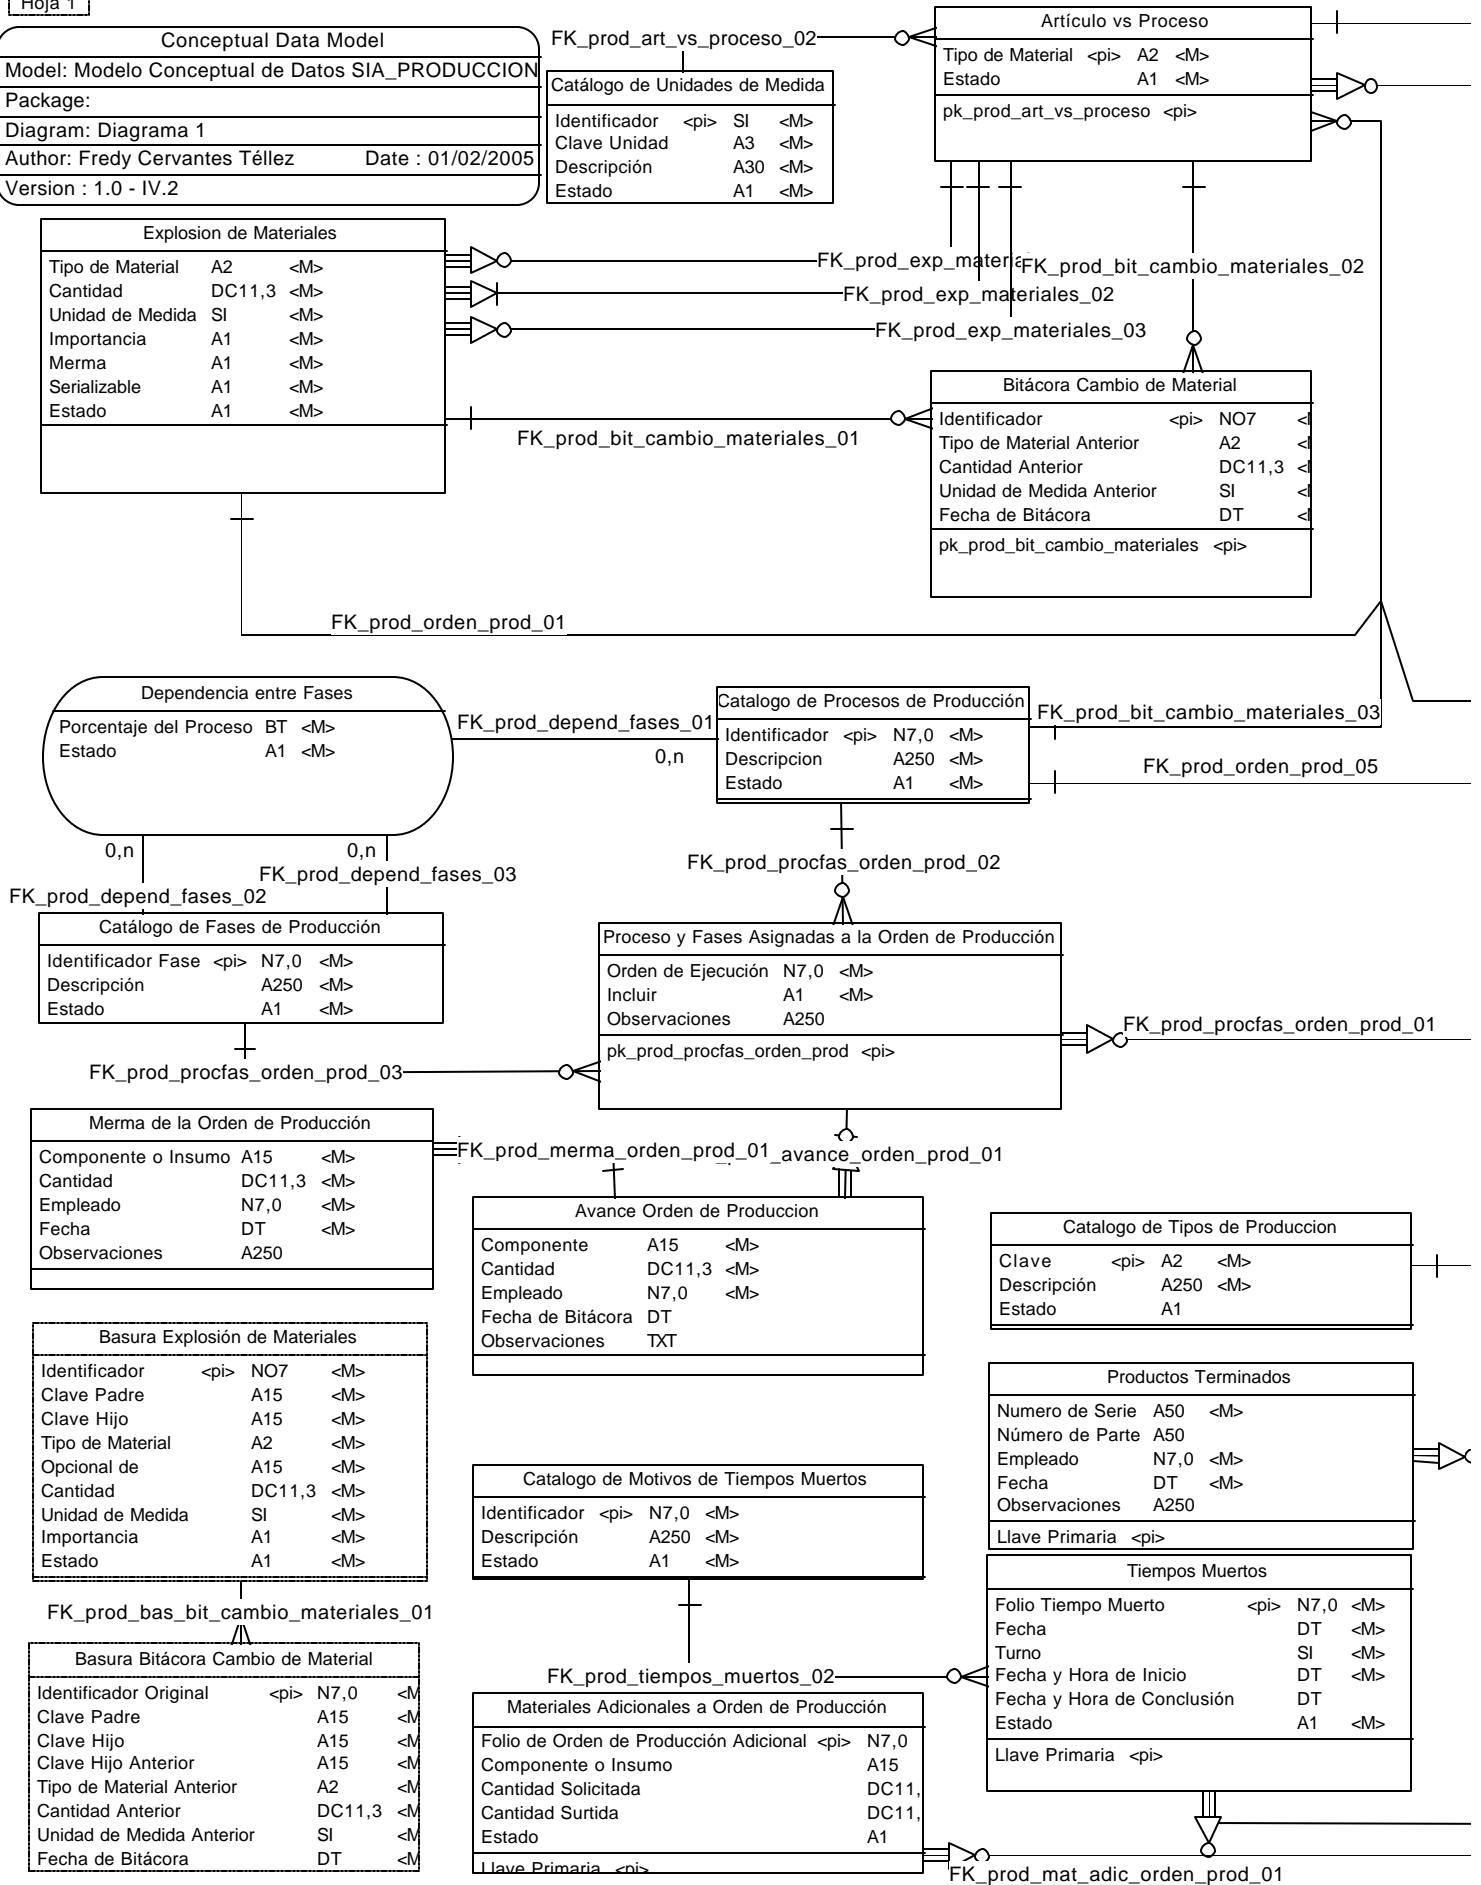 Hoja 1
Conceptual Data Model
Model: Modelo Conceptual de Datos SIA_PRODUCCION
Package:
Diagram: Diagrama 1
Author: Fredy Cervantes Téllez Date : 01/02/2005
Version : 1.0 - IV.2
FK_prod_art_vs_proceso_02
Catálogo de Unidades de Medida
Identificador <pi> SI <M>
Clave Unidad A3 <M>
Descripción A30 <M>
Estado A1 <M>
Artículo vs Proceso
Tipo de Material <pi> A2 <M>
Estado A1 <M>
pk_prod_art_vs_proceso <pi>
Explosion de Materiales
Tipo de Material A2 <M>
Cantidad DC11,3 <M>
Unidad de Medida SI <M>
Importancia A1 <M>
Merma A1 <M>
Serializable A1 <M>
Estado A1 <M>
FK_prod_exp_materia
FK_prod_bit_cambio_materiales_02
FK_prod_exp_materiales_02
FK_prod_exp_materiales_03
FK_prod_bit_cambio_materiales_01
Bitácora Cambio de Material
Identificador <pi> NO7
Tipo de Material Anterior A2
Cantidad Anterior DC11,3
Unidad de Medida Anterior SI
Fecha de Bitácora DT
pk_prod_bit_cambio_materiales <pi>
FK_prod_orden_prod_01
Dependencia entre Fases
Porcentaje del Proceso BT <M>
Estado A1 <M>
FK_prod_depend_fases_01
0,n
Catalogo de Procesos de Producción
Identificador <pi> N7,0 <M>
Descripcion A250 <M>
Estado A1 <M>
FK_prod_bit_cambio_materiales_03
FK_prod_orden_prod_05
0,n
0,n
FK_prod_depend_fases_03
FK_prod_depend_fases_02
FK_prod_procfas_orden_prod_02
Catálogo de Fases de Producción
Identificador Fase <pi> N7,0 <M>
Descripción A250 <M>
Estado A1 <M>
Proceso y Fases Asignadas a la Orden de Producción
Orden de Ejecución N7,0 <M>
Incluir A1 <M>
Observaciones A250
pk_prod_procfas_orden_prod <pi>
FK_prod_procfas_orden_prod_01
FK_prod_procfas_orden_prod_03
Merma de la Orden de Producción
Componente o Insumo A15 <M>
Cantidad DC11,3 <M>
Empleado N7,0 <M>
Fecha DT <M>
Observaciones A250
FK_prod_merma_orden_prod_01
_avance_orden_prod_01
Avance Orden de Produccion
Componente A15 <M>
Cantidad DC11,3 <M>
Empleado N7,0 <M>
Fecha de Bitácora DT
Observaciones TXT
Catalogo de Tipos de Produccion
Clave <pi> A2 <M>
Descripción A250 <M>
Estado A1
Basura Explosión de Materiales
Identificador <pi> NO7 <M>
Clave Padre A15 <M>
Clave Hijo A15 <M>
Tipo de Material A2 <M>
Opcional de A15 <M>
Cantidad DC11,3 <M>
Unidad de Medida SI <M>
Importancia A1 <M>
Estado A1 <M>
Productos Terminados
Numero de Serie A50 <M>
Número de Parte A50
Empleado N7,0 <M>
Fecha DT <M>
Observaciones A250
Llave Primaria <pi>
Catalogo de Motivos de Tiempos Muertos
Identificador <pi> N7,0 <M>
Descripción A250 <M>
Estado A1 <M>
Tiempos Muertos
Folio Tiempo Muerto <pi> N7,0 <M>
Fecha DT <M>
Turno SI <M>
Fecha y Hora de Inicio DT <M>
Fecha y Hora de Conclusión DT
Estado A1 <M>
Llave Primaria <pi>
FK_prod_bas_bit_cambio_materiales_01
Basura Bitácora Cambio de Material
Identificador Original <pi> N7,0 <M
Clave Padre A15 <M
Clave Hijo A15 <M
Clave Hijo Anterior A15 <M
Tipo de Material Anterior A2 <M
Cantidad Anterior DC11,3 <M
Unidad de Medida Anterior SI <M
Fecha de Bitácora DT <M
FK_prod_tiempos_muertos_02
Materiales Adicionales a Orden de Producción
Folio de Orden de Producción Adicional <pi> N7,0
Componente o Insumo A15
Cantidad Solicitada DC11,
Cantidad Surtida DC11,
Estado A1
Llave Primaria <pi>
FK_prod_mat_adic_orden_prod_01